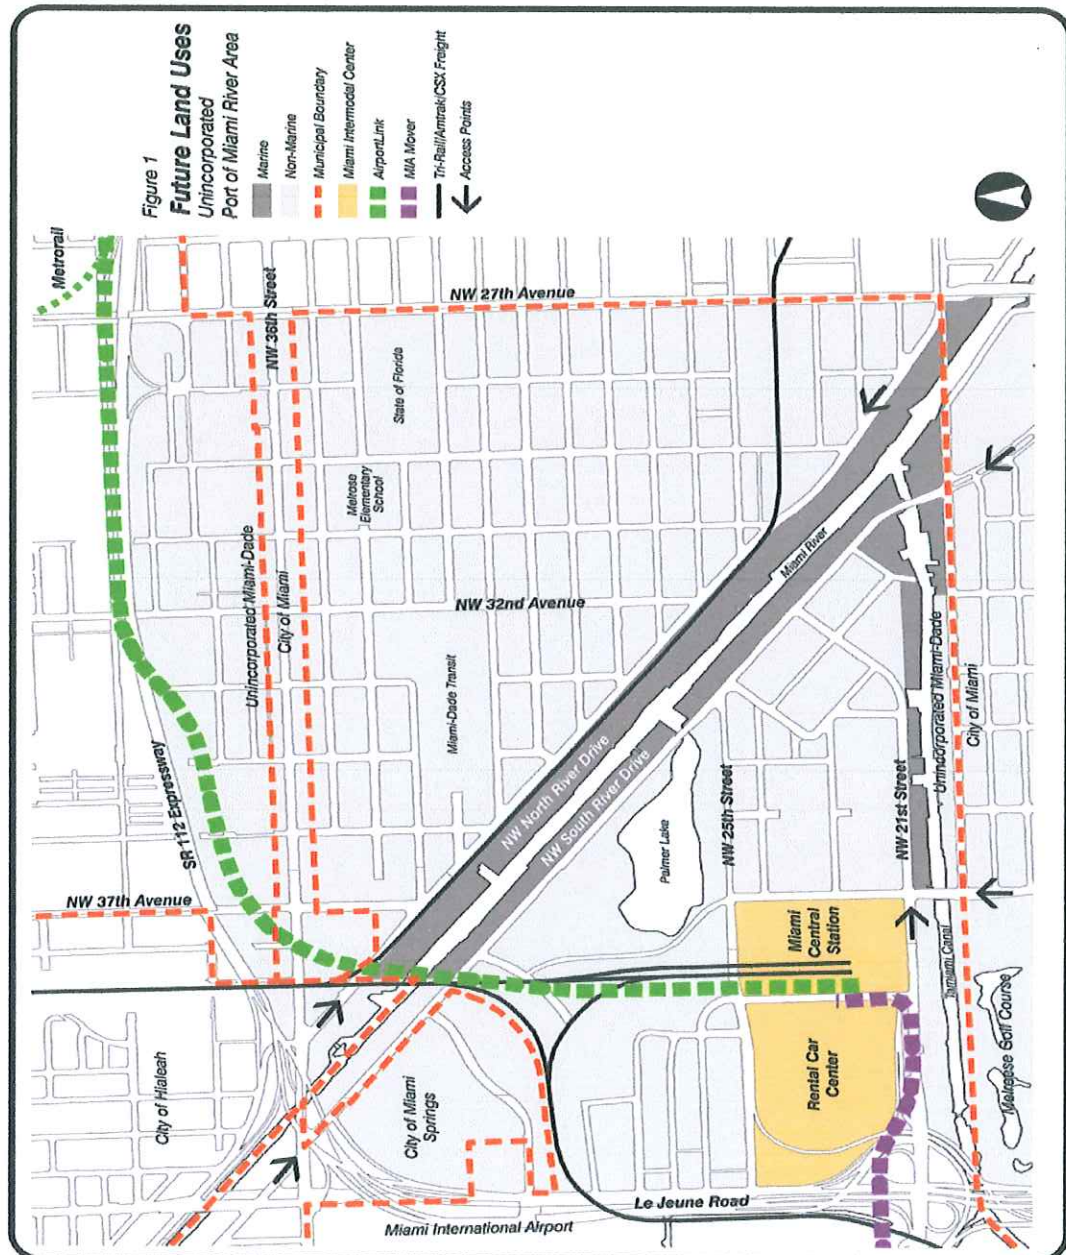 Figure 1
Future Land Uses
Unincorporated
Port of Miami River Area
Marine
Non-Marine
Municipal Boundary
Miami Intermodal Center
AirportLink
MIA Mover
Tri-Rail/Amtrak/CSX Freight
Access Points
Metrorail
SR 112 Expressway
NW 37th Avenue
NW 36th Street
NW 27th Avenue
State of Florida
Melrose
Elementary
School
Unincorporated Miami-Dade
City of Miami
NW 32nd Avenue
Miami-Dade Transit
City of Hialeah
City of Miami
Springs
Miami International Airport
Le Jeune Road
NW North River Drive
NW South River Drive
Miami River
Palmer Lake
NW 25th Street
NW 21st Street
Miami
Central
Station
Rental Car
Center
Unincorporated Miami-Dade
City of Miami
Tamiami Canal
Melreese Golf Course